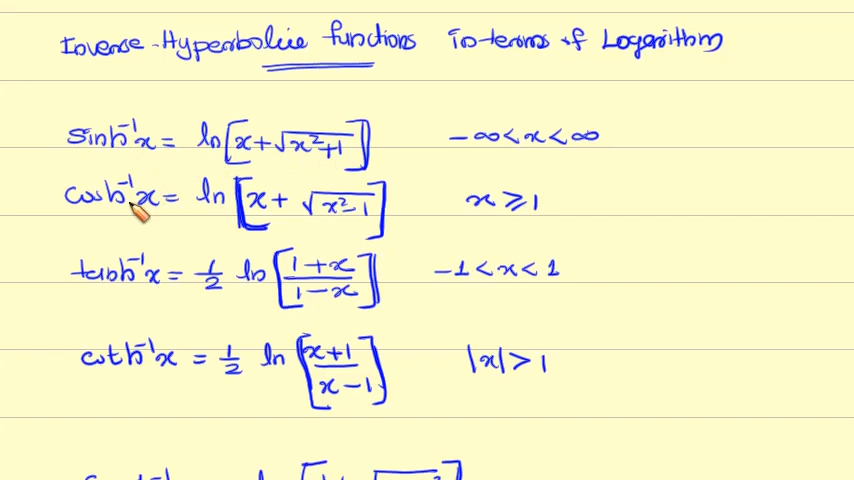 Inverse Hyperbolic functions in terms of Logarithm
sinh⁻¹x = ln[x+√(x²+1)] -∞<x<∞
cosh⁻¹x = ln[x+√(x²-1)] x≥1
tanh⁻¹x = 1/2 ln[(1+x)/(1-x)] -1<x<1
coth⁻¹x = 1/2 ln[(x+1)/(x-1)] |x|>1